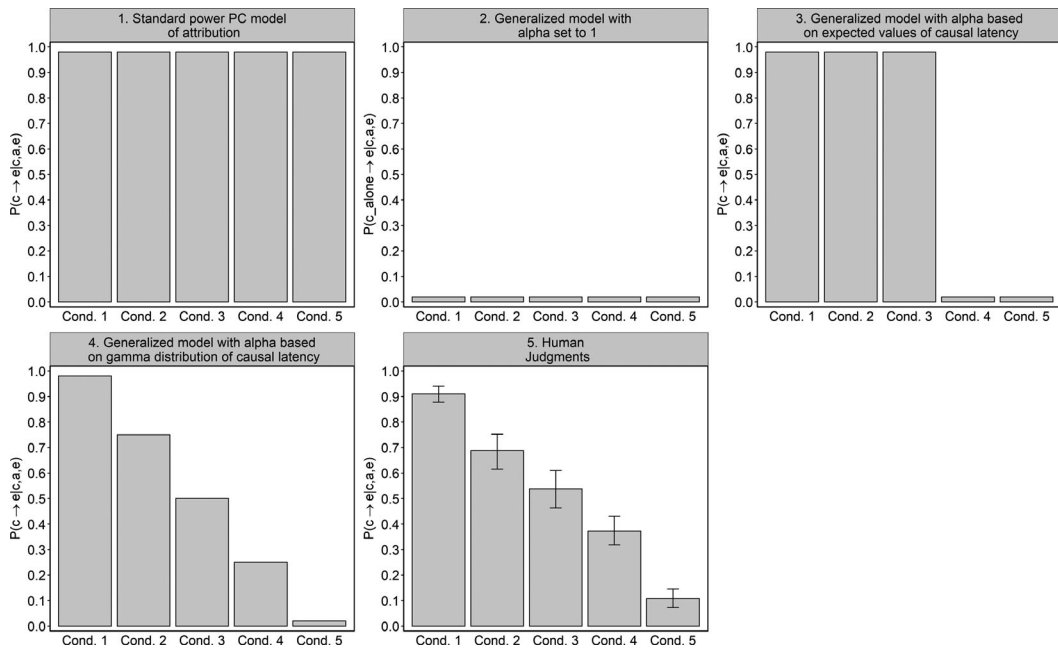 1. Standard power PC model
of attribution
P(c → e|c,a,e)
1.0
0.9
0.8
0.7
0.6
0.5
0.4
0.3
0.2
0.1
0.0
Cond. 1 Cond. 2 Cond. 3 Cond. 4 Cond. 5
2. Generalized model with
alpha set to 1
P(c_alone → e|c,a,e)
1.0
0.9
0.8
0.7
0.6
0.5
0.4
0.3
0.2
0.1
0.0
Cond. 1 Cond. 2 Cond. 3 Cond. 4 Cond. 5
3. Generalized model with alpha based
on expected values of causal latency
P(c → e|c,a,e)
1.0
0.9
0.8
0.7
0.6
0.5
0.4
0.3
0.2
0.1
0.0
Cond. 1 Cond. 2 Cond. 3 Cond. 4 Cond. 5
4. Generalized model with alpha based
on gamma distribution of causal latency
P(c → e|c,a,e)
1.0
0.9
0.8
0.7
0.6
0.5
0.4
0.3
0.2
0.1
0.0
Cond. 1 Cond. 2 Cond. 3 Cond. 4 Cond. 5
5. Human
Judgments
P(c → e|c,a,e)
1.0
0.9
0.8
0.7
0.6
0.5
0.4
0.3
0.2
0.1
0.0
Cond. 1 Cond. 2 Cond. 3 Cond. 4 Cond. 5